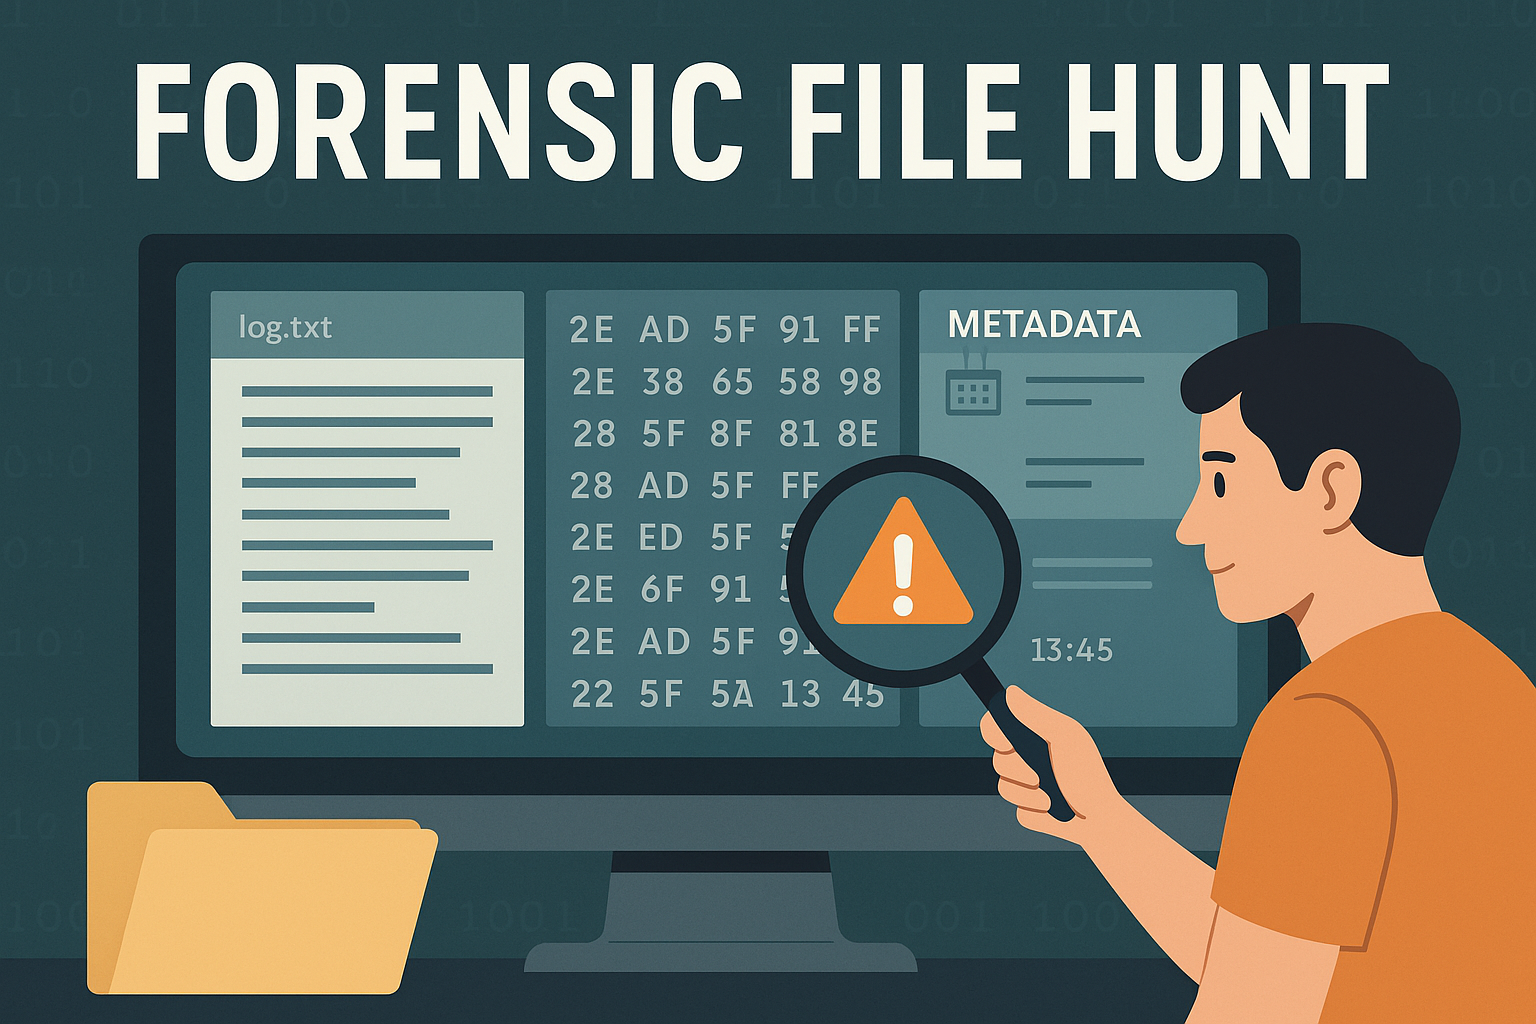 FORENSIC FILE HUNT
log.txt
2E AD 5F 91 FF
2E 38 65 58 98
28 5F 8F 81 8E
28 AD 5F FF
2E ED 5F
2E 6F 91
2E AD 5F 91
22 5F 5A 13 45
METADATA
13:45